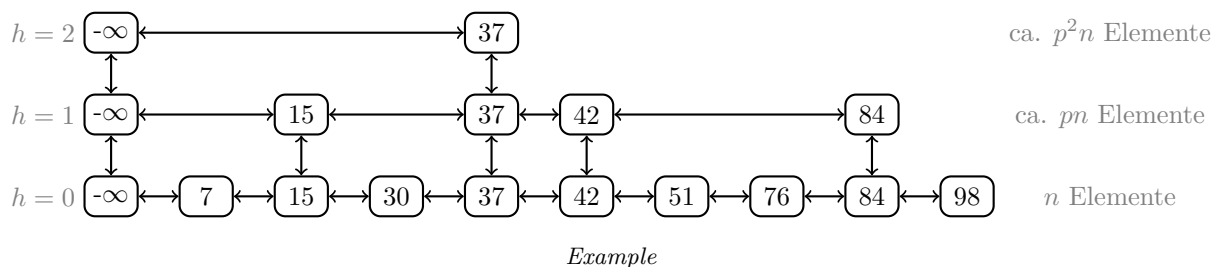 h = 2 -∞ 37 ca. p²n Elemente
h = 1 -∞ 15 37 42 84 ca. pn Elemente
h = 0 -∞ 7 15 30 37 42 51 76 84 98 n Elemente
Example